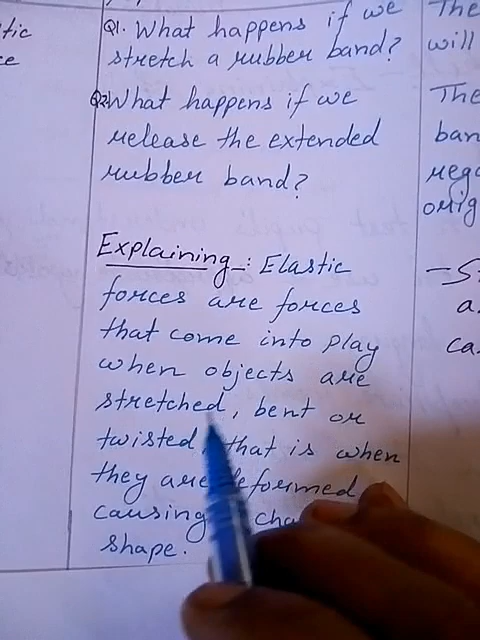 tic
ce
Q1. What happens if we
stretch a rubber band?
Q2. What happens if we
release the extended
rubber band?
Explaining :- Elastic
forces are forces
that come into play
when objects are
stretched, bent or
twisted, that is when
they are deformed
causing cha
shape.
The
will
The
ban
rega
orig
- S
a.
ca